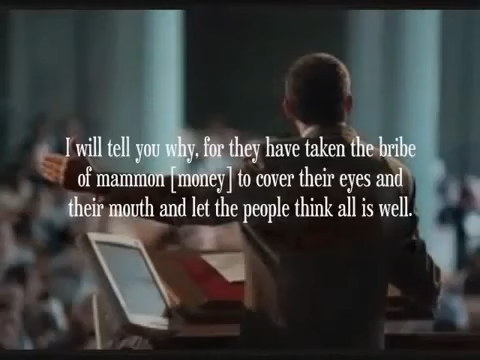 I will tell you why, for they have taken the bribe
of mammon [money] to cover their eyes and
their mouth and let the people think all is well.